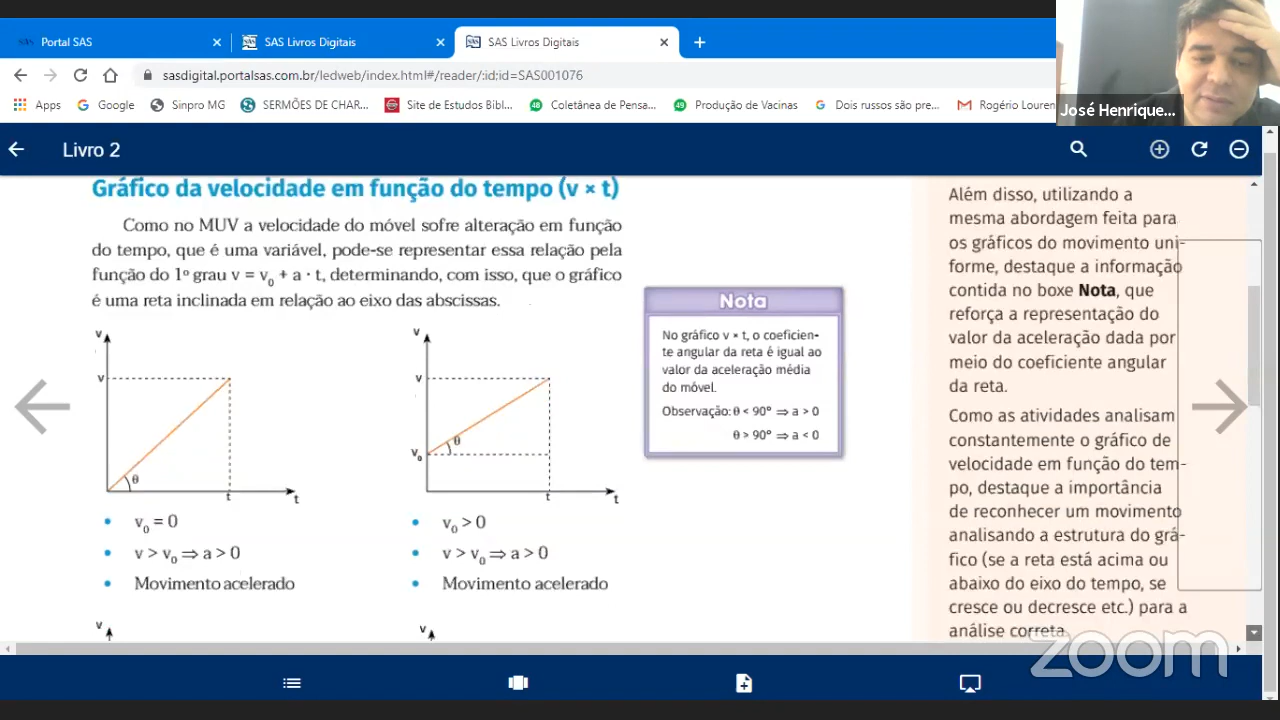 Portal SAS
SAS Livros Digitais
SAS Livros Digitais
sasdigital.portalsas.com.br/ledweb/index.html#/reader/:id:id=SAS001076
Apps
Google
Sinpro MG
SERMÕES DE CHAR...
Site de Estudos Bíbl...
Coletânea de Pensa...
Produção de Vacinas
Dois russos são pre...
Rogério Louren
José Henrique...
Livro 2
Gráfico da velocidade em função do tempo (v × t)
Como no MUV a velocidade do móvel sofre alteração em função
do tempo, que é uma variável, pode-se representar essa relação pela
função do 1º grau v = v₀ + a · t, determinando, com isso, que o gráfico
é uma reta inclinada em relação ao eixo das abscissas.
v
v
θ
t
t
v₀ = 0
v > v₀ ⇒ a > 0
Movimento acelerado
v
v
v₀
θ
t
t
v₀ > 0
v > v₀ ⇒ a > 0
Movimento acelerado
v
v
Nota
No gráfico v × t, o coeficien-
te angular da reta é igual ao
valor da aceleração média
do móvel.
Observação: θ < 90° ⇒ a > 0
θ > 90° ⇒ a < 0
Além disso, utilizando a
mesma abordagem feita para
os gráficos do movimento uni-
forme, destaque a informação
contida no boxe Nota, que
reforça a representação do
valor da aceleração dada por
meio do coeficiente angular
da reta.
Como as atividades analisam
constantemente o gráfico de
velocidade em função do tem-
po, destaque a importância
de reconhecer um movimento
analisando a estrutura do grá-
fico (se a reta está acima ou
abaixo do eixo do tempo, se
cresce ou decresce etc.) para a
análise correta.
zoom